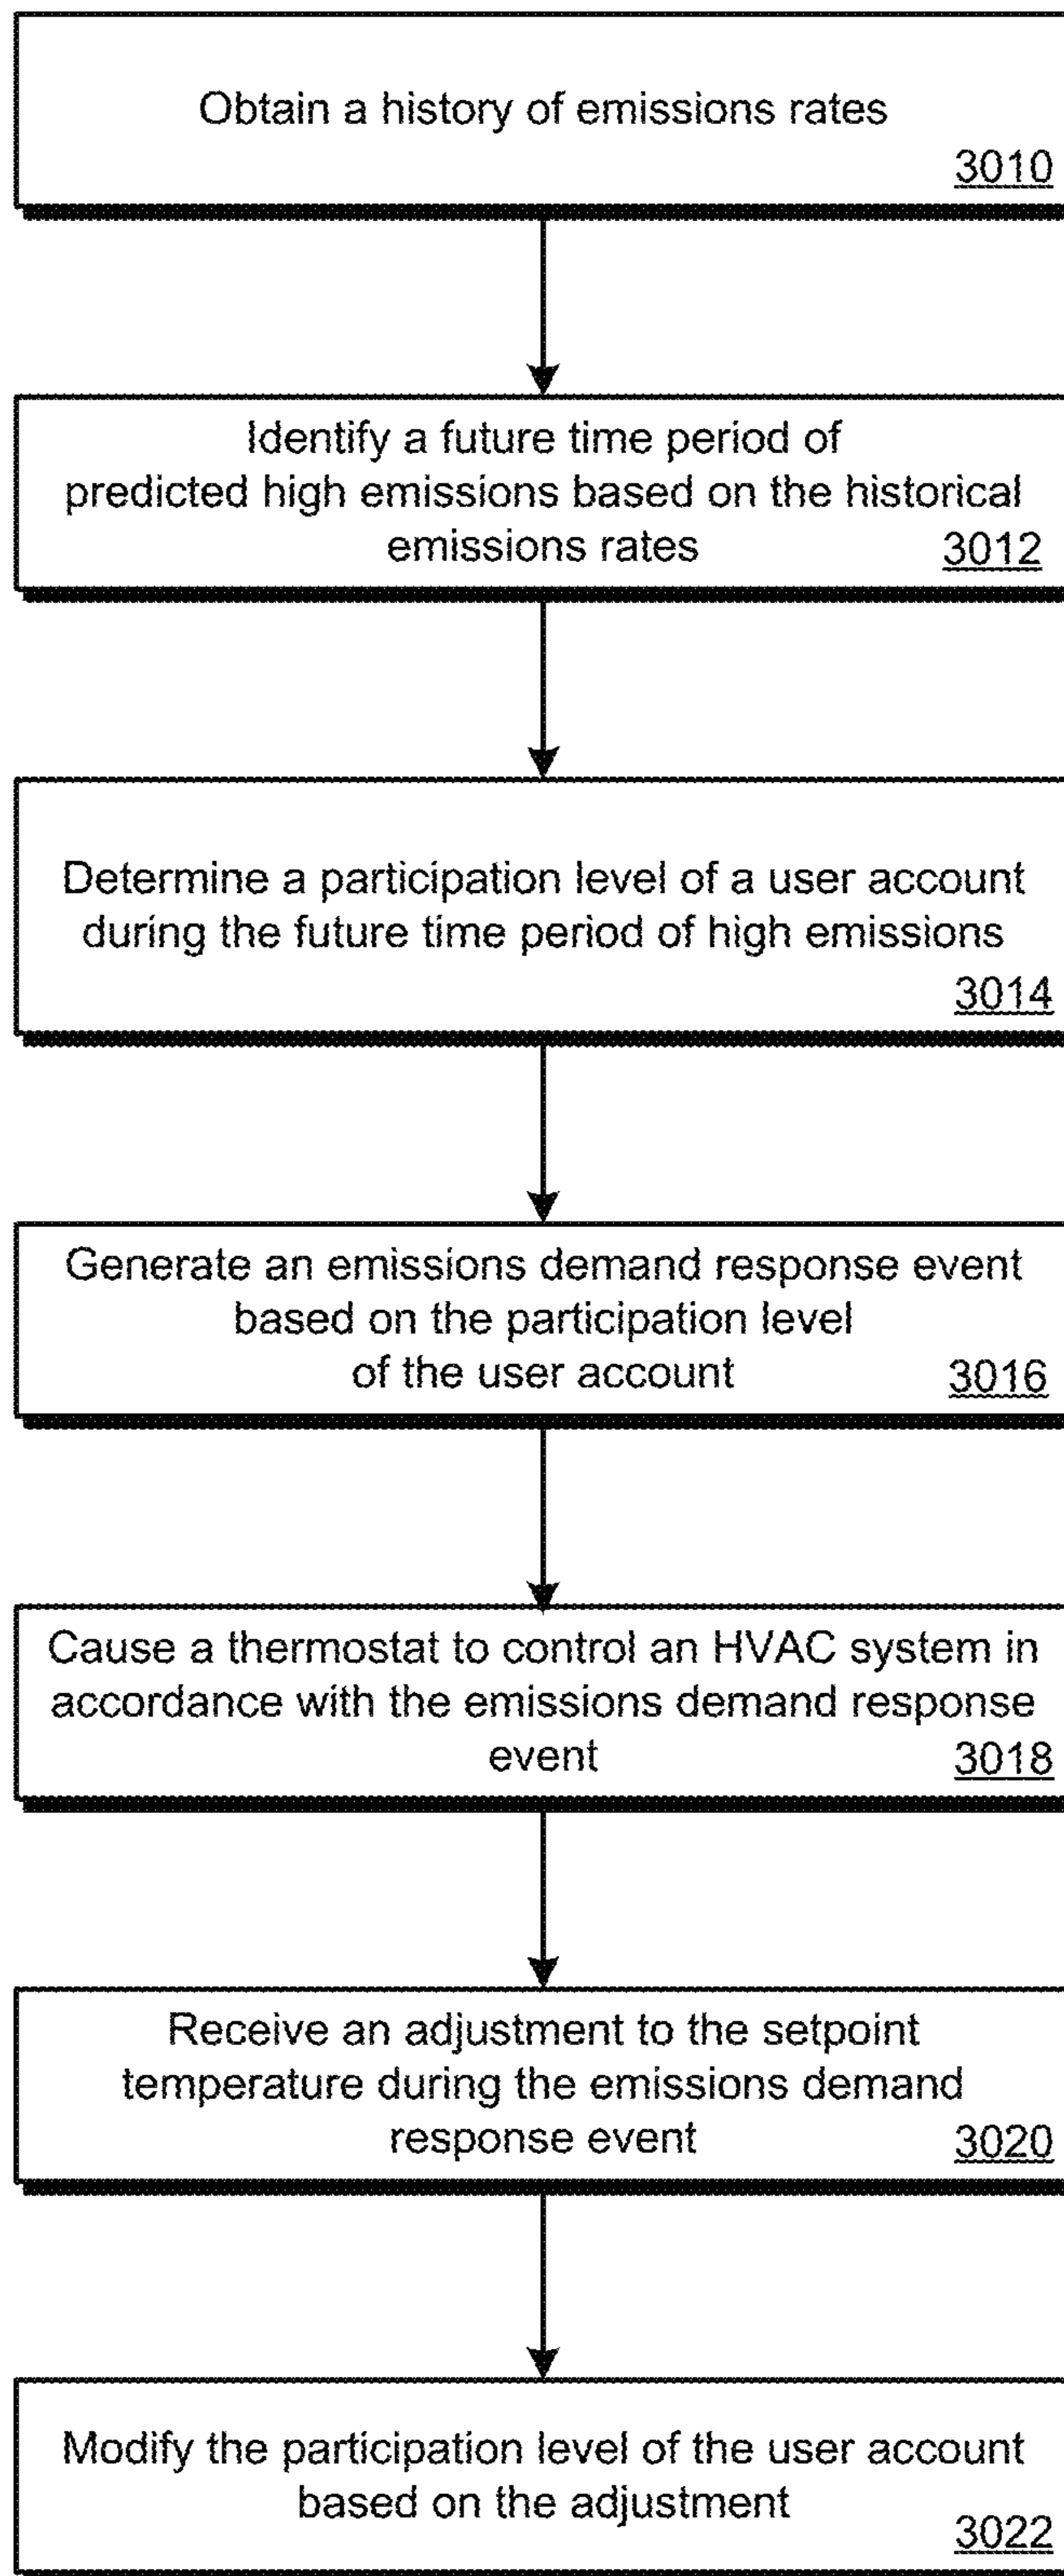 Obtain a history of emissions rates
3010
Identify a future time period of
predicted high emissions based on the historical
emissions rates 3012
Determine a participation level of a user account
during the future time period of high emissions
3014
Generate an emissions demand response event
based on the participation level
of the user account 3016
Cause a thermostat to control an HVAC system in
accordance with the emissions demand response
event 3018
Receive an adjustment to the setpoint
temperature during the emissions demand
response event 3020
Modify the participation level of the user account
based on the adjustment
3022